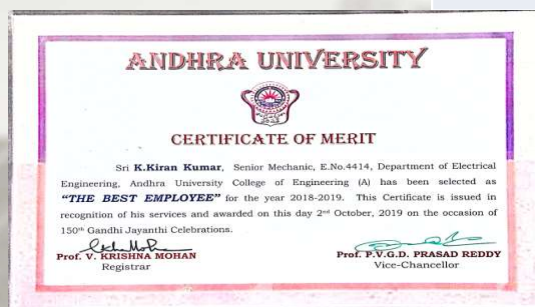 ANDHRA UNIVERSITY
CERTIFICATE OF MERIT
Sri K.Kiran Kumar, Senior Mechanic, E.No.4414, Department of Electrical
Engineering, Andhra University College of Engineering (A) has been selected as
"THE BEST EMPLOYEE" for the year 2018-2019. This Certificate is issued in
recognition of his services and awarded on this day 2nd October, 2019 on the occasion of
150th Gandhi Jayanthi Celebrations.
Prof. V. KRISHNA MOHAN
Registrar
Prof. P.V.G.D. PRASAD REDDY
Vice-Chancellor